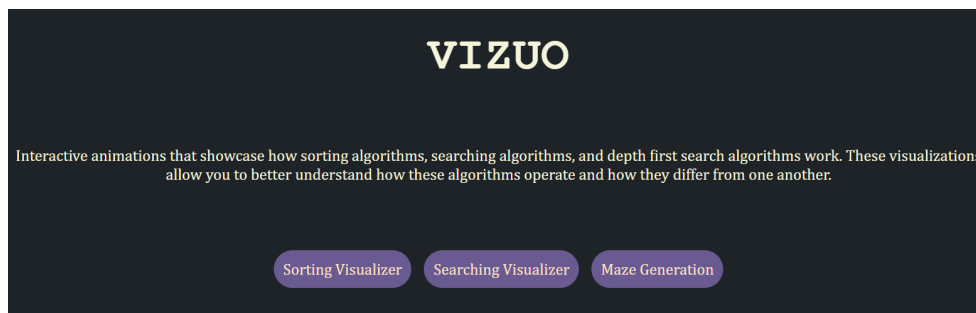 VIZUO
Interactive animations that showcase how sorting algorithms, searching algorithms, and depth first search algorithms work. These visualizations
allow you to better understand how these algorithms operate and how they differ from one another.
Sorting Visualizer
Searching Visualizer
Maze Generation